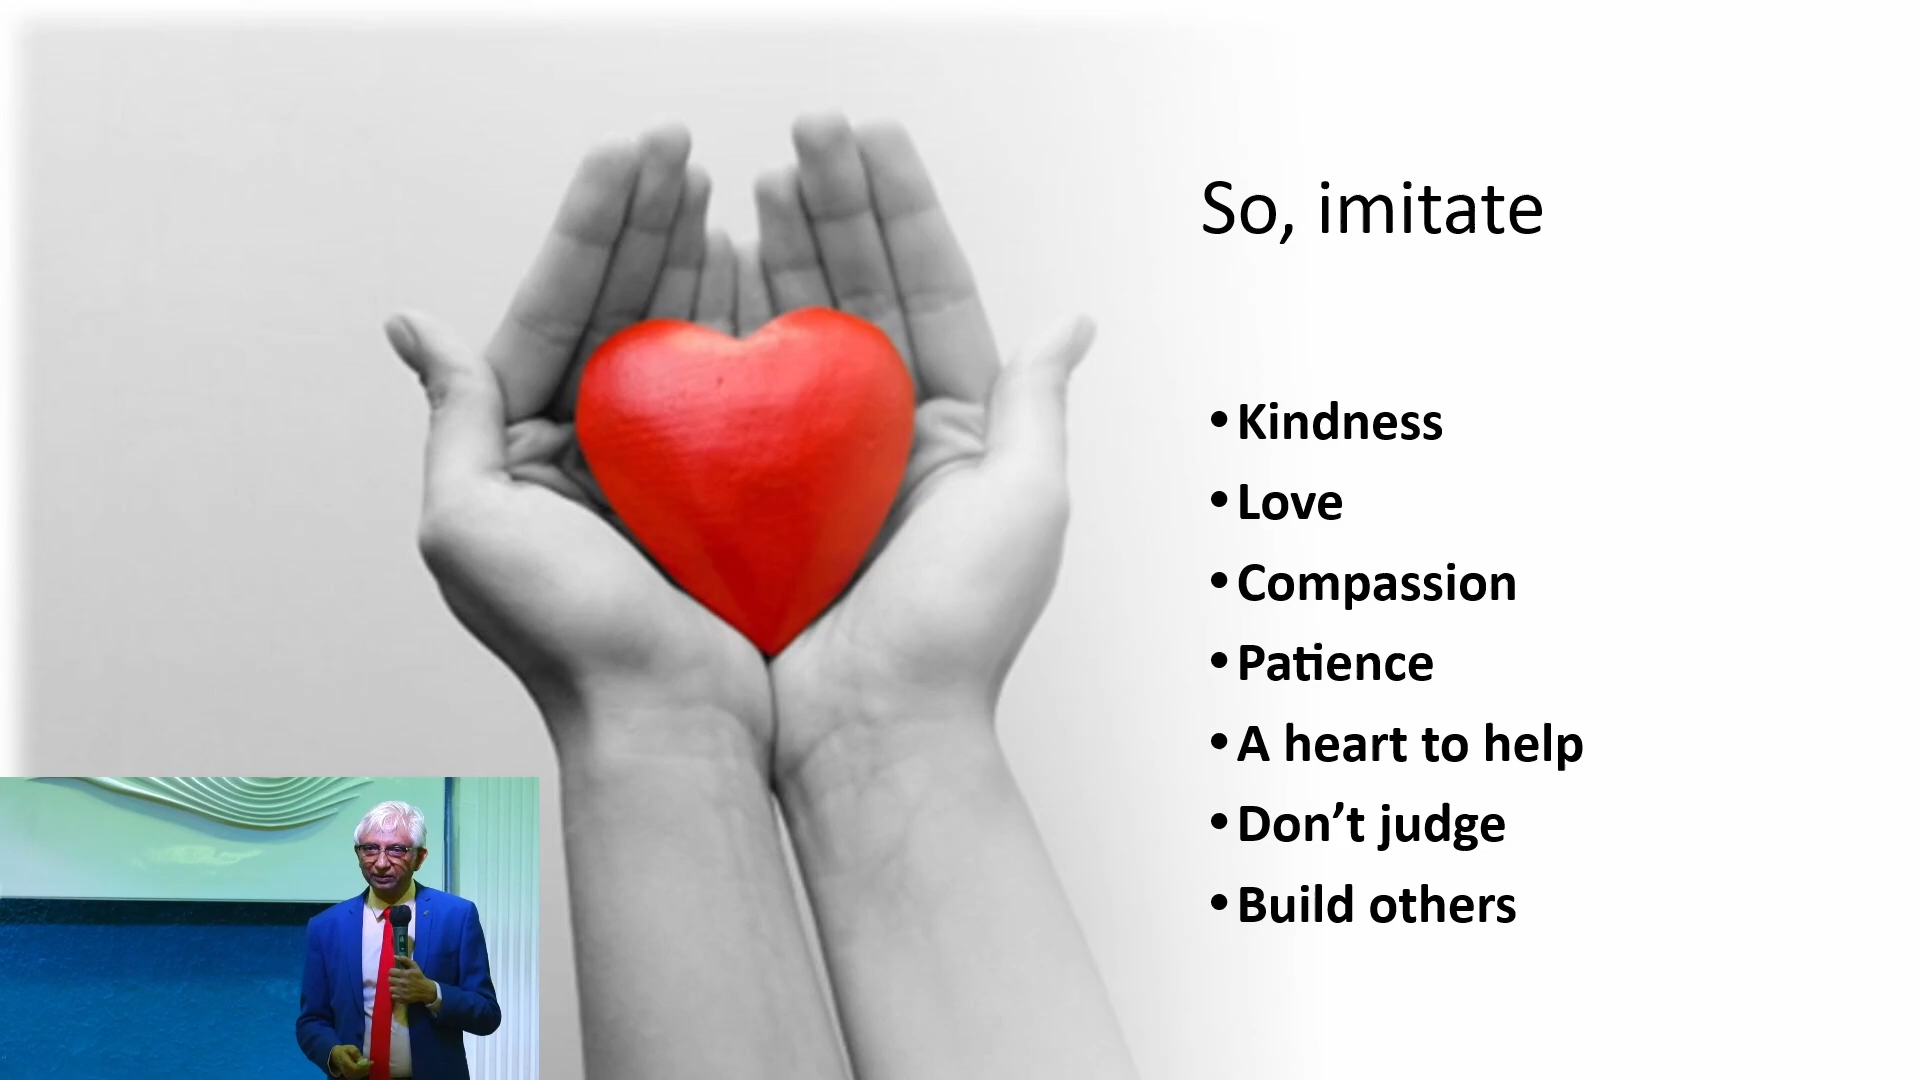 So, imitate
• Kindness
• Love
• Compassion
• Patience
• A heart to help
• Don’t judge
• Build others